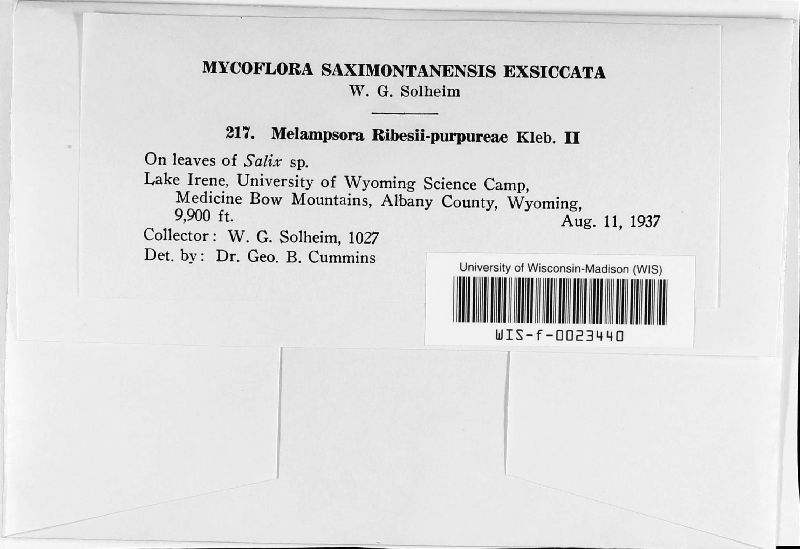 MYCOFLORA SAXIMONTANENSIS EXSICCATA
W. G. Solheim
217. Melampsora Ribesii-purpureae Kleb. II
On leaves of Salix sp.
Lake Irene, University of Wyoming Science Camp,
Medicine Bow Mountains, Albany County, Wyoming,
9,900 ft. Aug. 11, 1937
Collector: W. G. Solheim, 1027
Det. by: Dr. Geo. B. Cummins
University of Wisconsin-Madison (WIS)
WIS-f-0023440